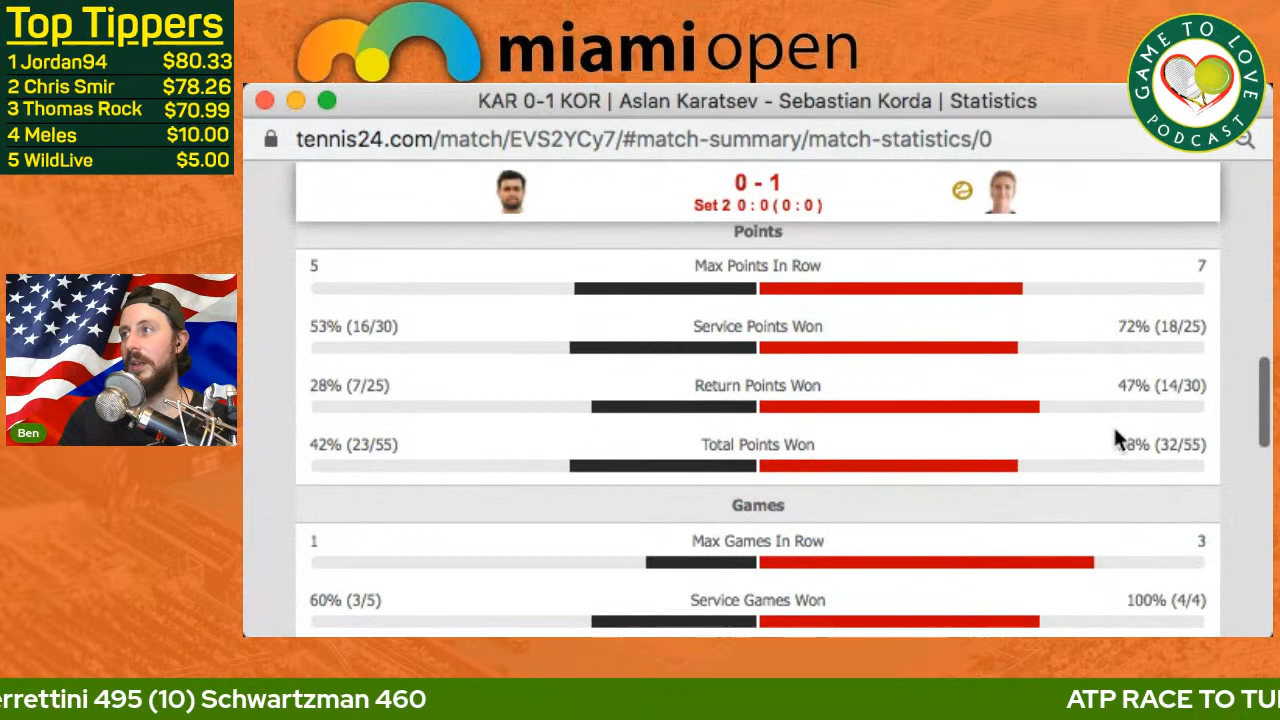 Top Tippers
1 Jordan94 $80.33
2 Chris Smir $78.26
3 Thomas Rock $70.99
4 Meles $10.00
5 WildLive $5.00
miami open
GAME TO LOVE
PODCAST
KAR 0-1 KOR | Aslan Karatsev - Sebastian Korda | Statistics
tennis24.com/match/EVS2YCy7/#match-summary/match-statistics/0
0 - 1
Set 2 0 : 0 ( 0 : 0 )
Points
5 Max Points In Row 7
53% (16/30) Service Points Won 72% (18/25)
28% (7/25) Return Points Won 47% (14/30)
42% (23/55) Total Points Won 8% (32/55)
Games
1 Max Games In Row 3
60% (3/5) Service Games Won 100% (4/4)
Ben
errettini 495 (10) Schwartzman 460 ATP RACE TO TU